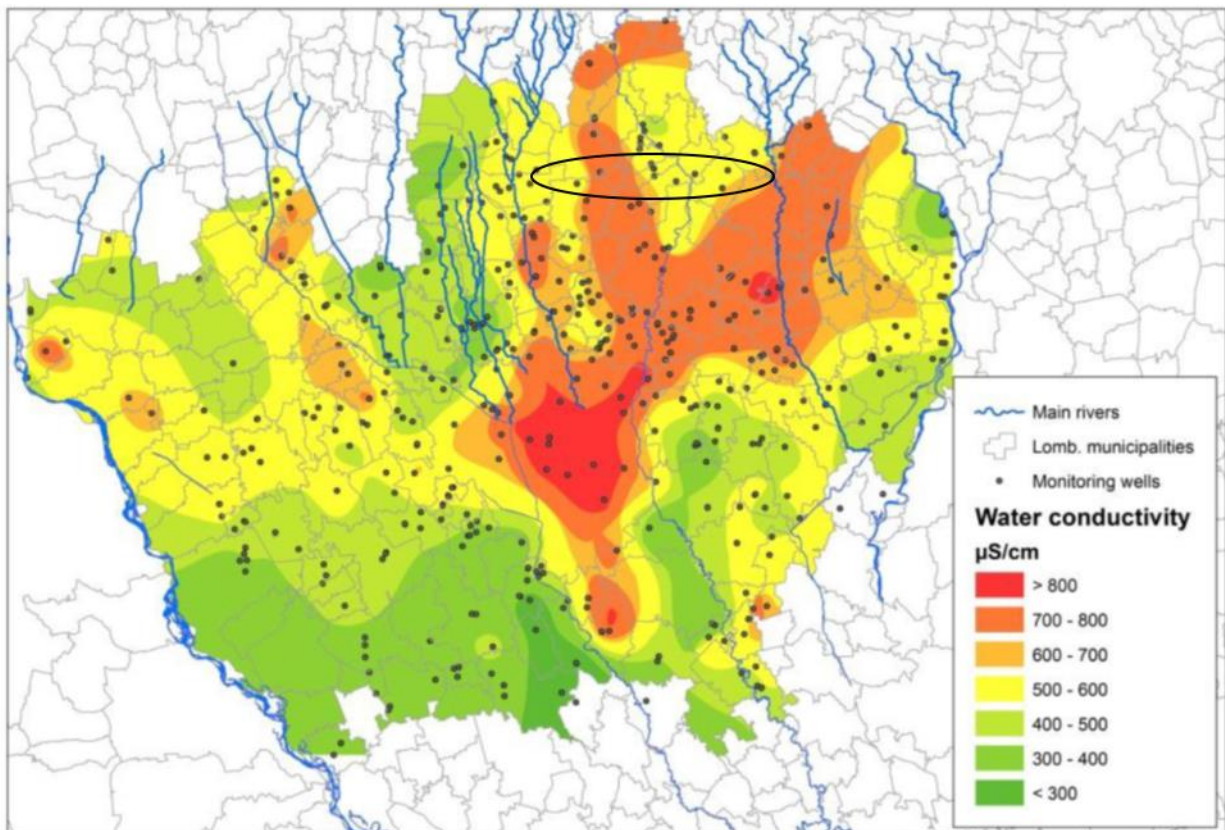 Main rivers
Lomb. municipalities
Monitoring wells
Water conductivity
µS/cm
> 800
700 - 800
600 - 700
500 - 600
400 - 500
300 - 400
< 300